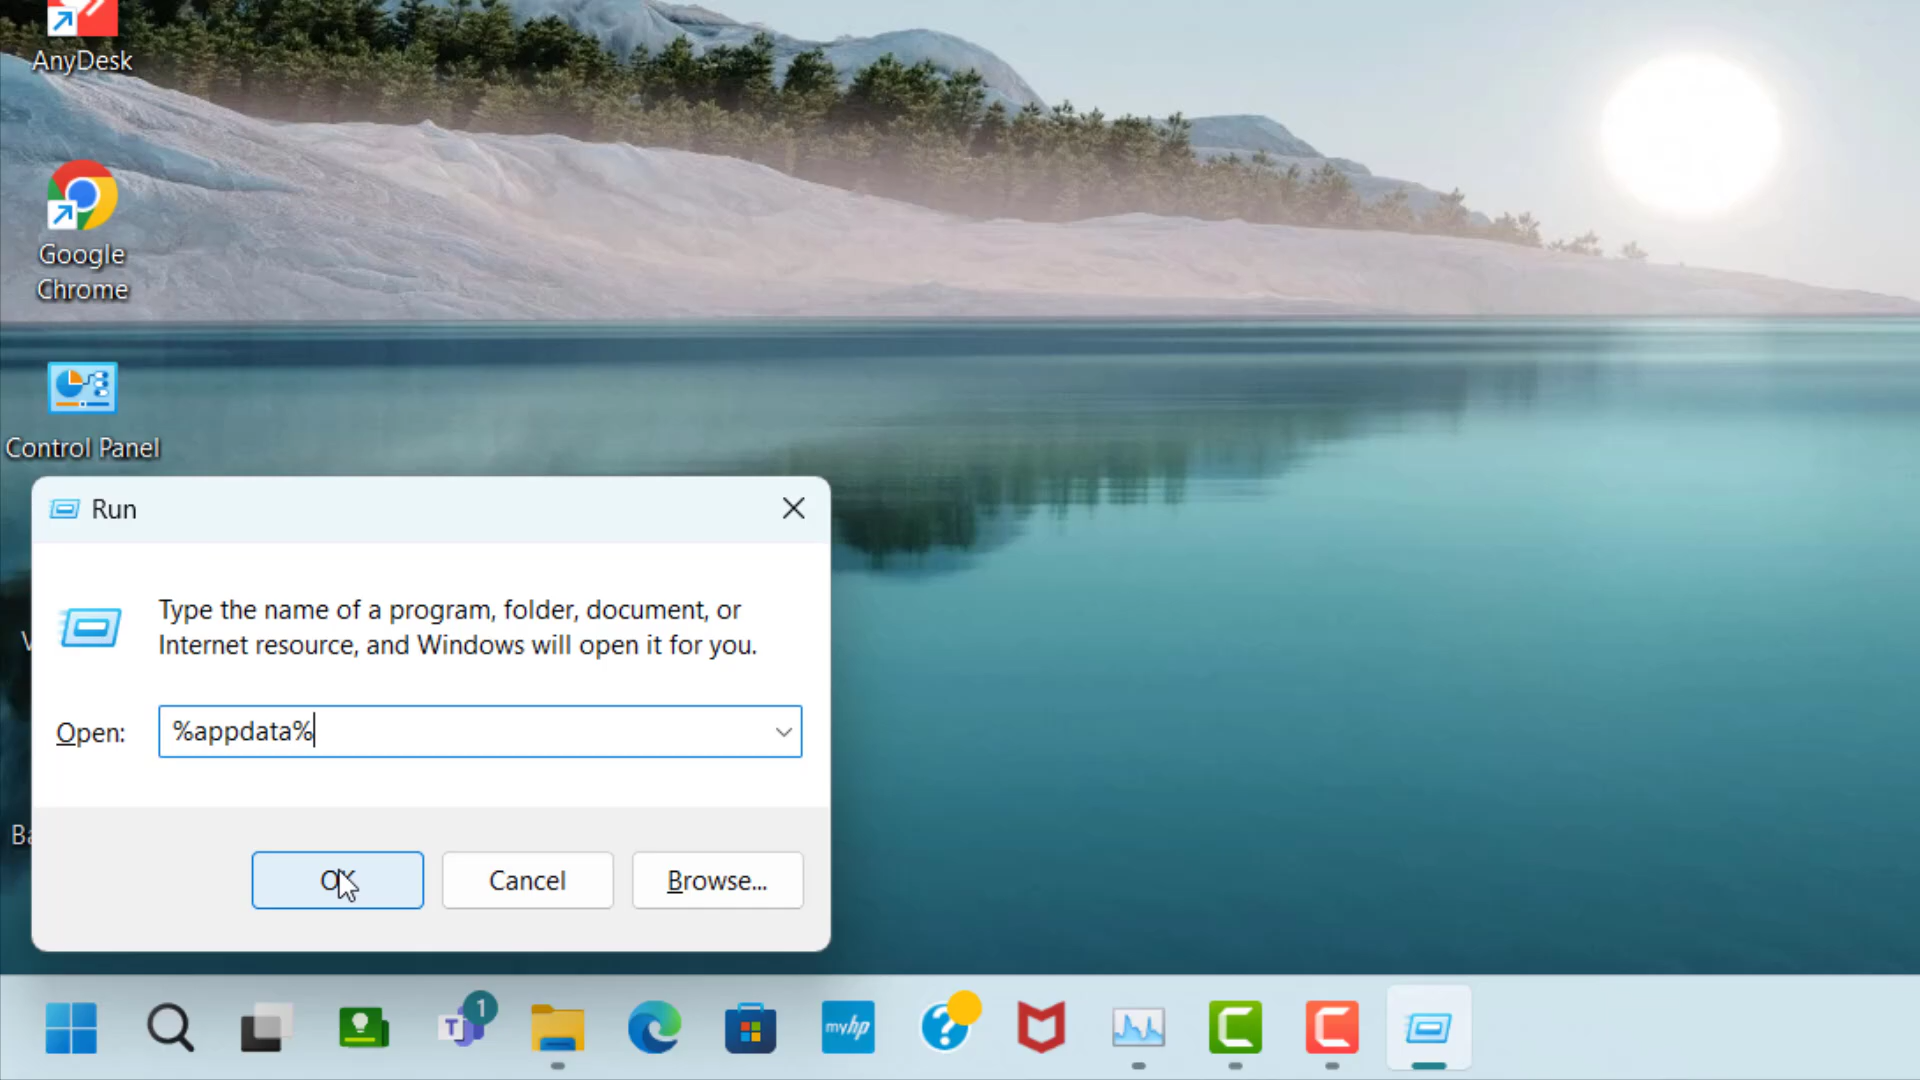 AnyDesk
Google
Chrome
Control Panel
Run
Type the name of a program, folder, document, or
Internet resource, and Windows will open it for you.
Open:
%appdata%
OK
Cancel
Browse...
1
T
myhp
?